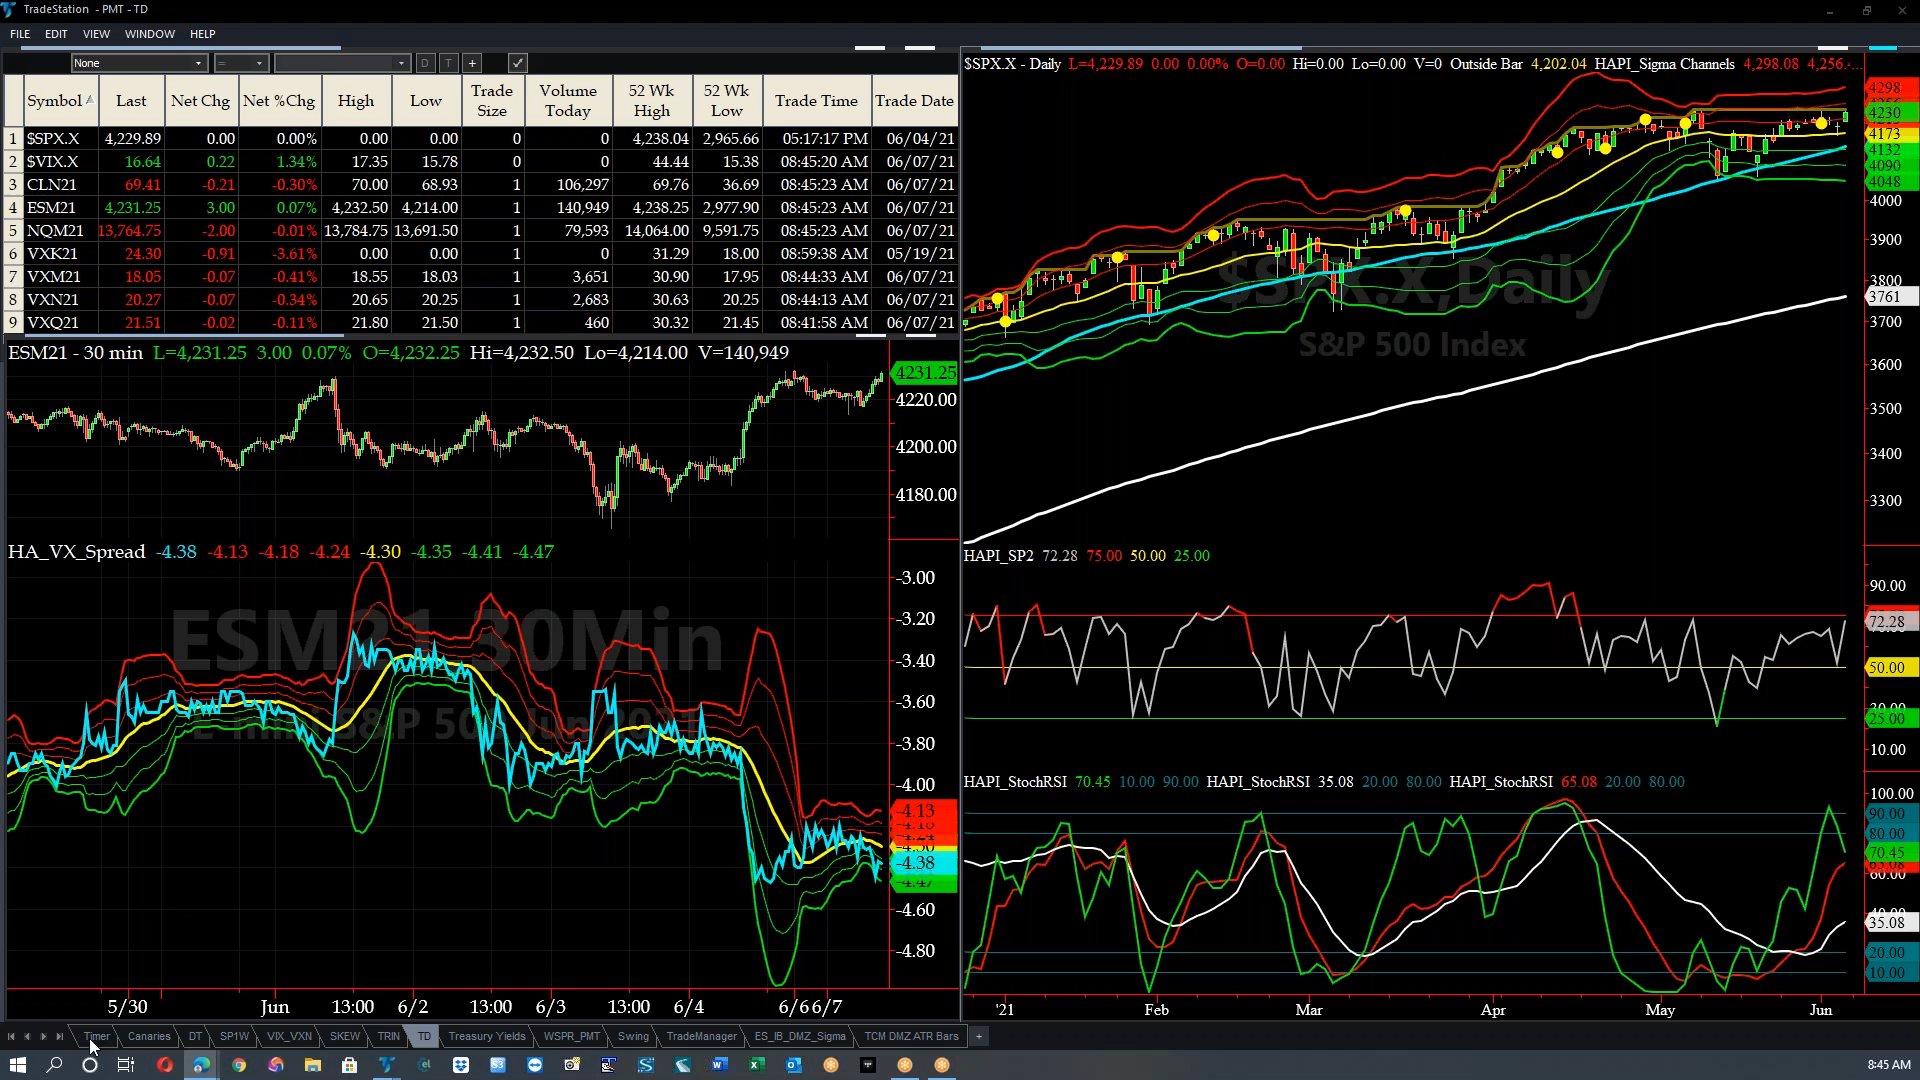 TradeStation - PMT - TD
FILE EDIT VIEW WINDOW HELP
None = D T +
Symbol Last Net Chg Net %Chg High Low Trade Size Volume Today 52 Wk High 52 Wk Low Trade Time Trade Date
1 $SPX.X 4,229.89 0.00 0.00% 0.00 0.00 0 0 4,238.04 2,965.66 05:17:17 PM 06/04/21
2 $VIX.X 16.64 0.22 1.34% 17.35 15.78 0 0 44.44 15.38 08:45:20 AM 06/07/21
3 CLN21 69.41 -0.21 -0.30% 70.00 68.93 1 106,297 69.76 36.69 08:45:23 AM 06/07/21
4 ESM21 4,231.25 3.00 0.07% 4,232.50 4,214.00 1 140,949 4,238.25 2,977.90 08:45:23 AM 06/07/21
5 NQM21 13,764.75 -2.00 -0.01% 13,784.75 13,691.50 1 79,593 14,064.00 9,591.75 08:45:23 AM 06/07/21
6 VXK21 24.30 -0.91 -3.61% 0.00 0.00 1 0 31.29 18.00 08:59:38 AM 05/19/21
7 VXM21 18.05 -0.07 -0.41% 18.55 18.03 1 3,651 30.90 17.95 08:44:33 AM 06/07/21
8 VXN21 20.27 -0.07 -0.34% 20.65 20.25 1 2,683 30.63 20.25 08:44:13 AM 06/07/21
9 VXQ21 21.51 -0.02 -0.11% 21.80 21.50 1 460 30.32 21.45 08:41:58 AM 06/07/21
ESM21 - 30 min L=4,231.25 3.00 0.07% O=4,232.25 Hi=4,232.50 Lo=4,214.00 V=140,949
4231.25
4220.00
4200.00
4180.00
HA_VX_Spread -4.38 -4.13 -4.18 -4.24 -4.30 -4.35 -4.41 -4.47
ESM21,30Min
E-mini S&P 500 Jun 2021
-3.00
-3.20
-3.40
-3.60
-3.80
-4.00
-4.13
-4.38
-4.47
-4.60
-4.80
5/30 Jun 13:00 6/2 13:00 6/3 13:00 6/4 6/6 6/7
$SPX.X - Daily L=4,229.89 0.00 0.00% O=0.00 Hi=0.00 Lo=0.00 V=0 Outside Bar 4,202.04 HAPI_Sigma Channels 4,298.08 4,256....
$SPX.X,Daily
S&P 500 Index
4298
4230
4173
4132
4090
4048
4000
3900
3800
3761
3700
3600
3500
3400
3300
HAPI_SP2 72.28 75.00 50.00 25.00
90.00
72.28
50.00
25.00
10.00
HAPI_StochRSI 70.45 10.00 90.00 HAPI_StochRSI 35.08 20.00 80.00 HAPI_StochRSI 65.08 20.00 80.00
100.00
90.00
80.00
70.45
60.00
35.08
20.00
10.00
'21 Feb Mar Apr May Jun
Timer Canaries DT SP1W VIX_VXN SKEW TRIN TD Treasury Yields WSPR_PMT Swing TradeManager ES_IB_DMZ_Sigma TCM DMZ ATR Bars +
8:45 AM